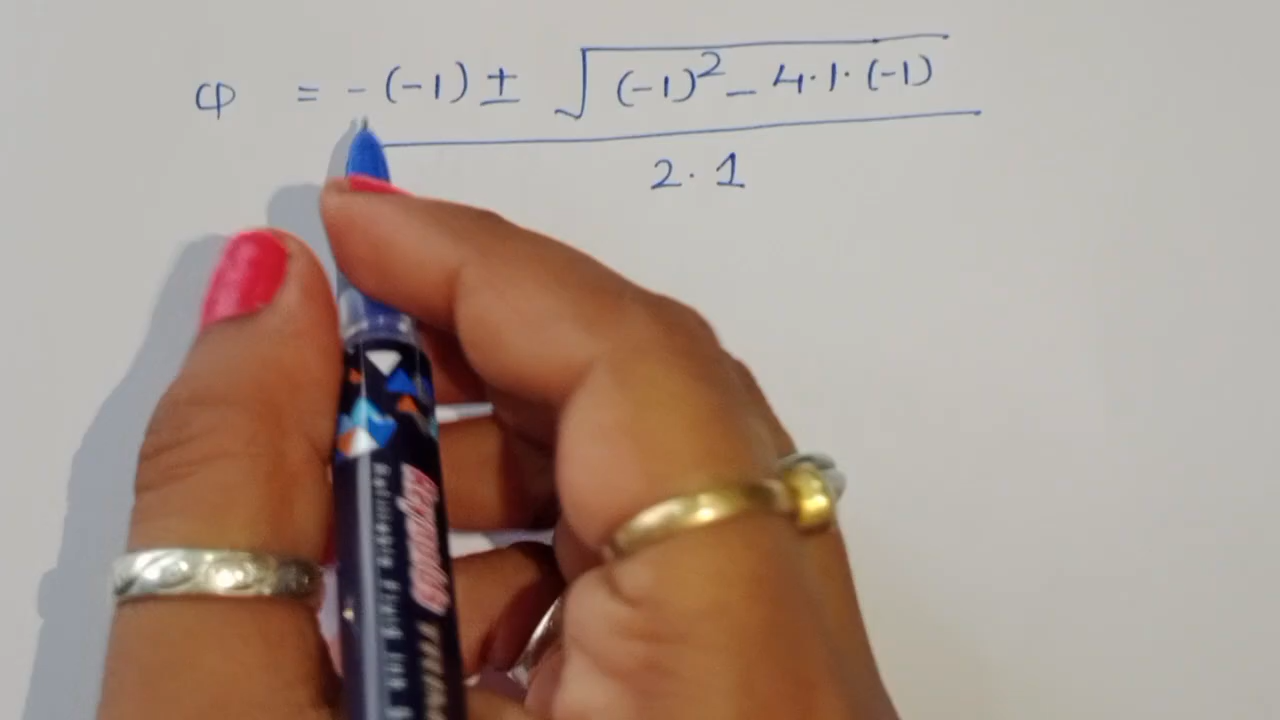 φ = -(-1) ± √(-1)² - 4·1·(-1)
2·1